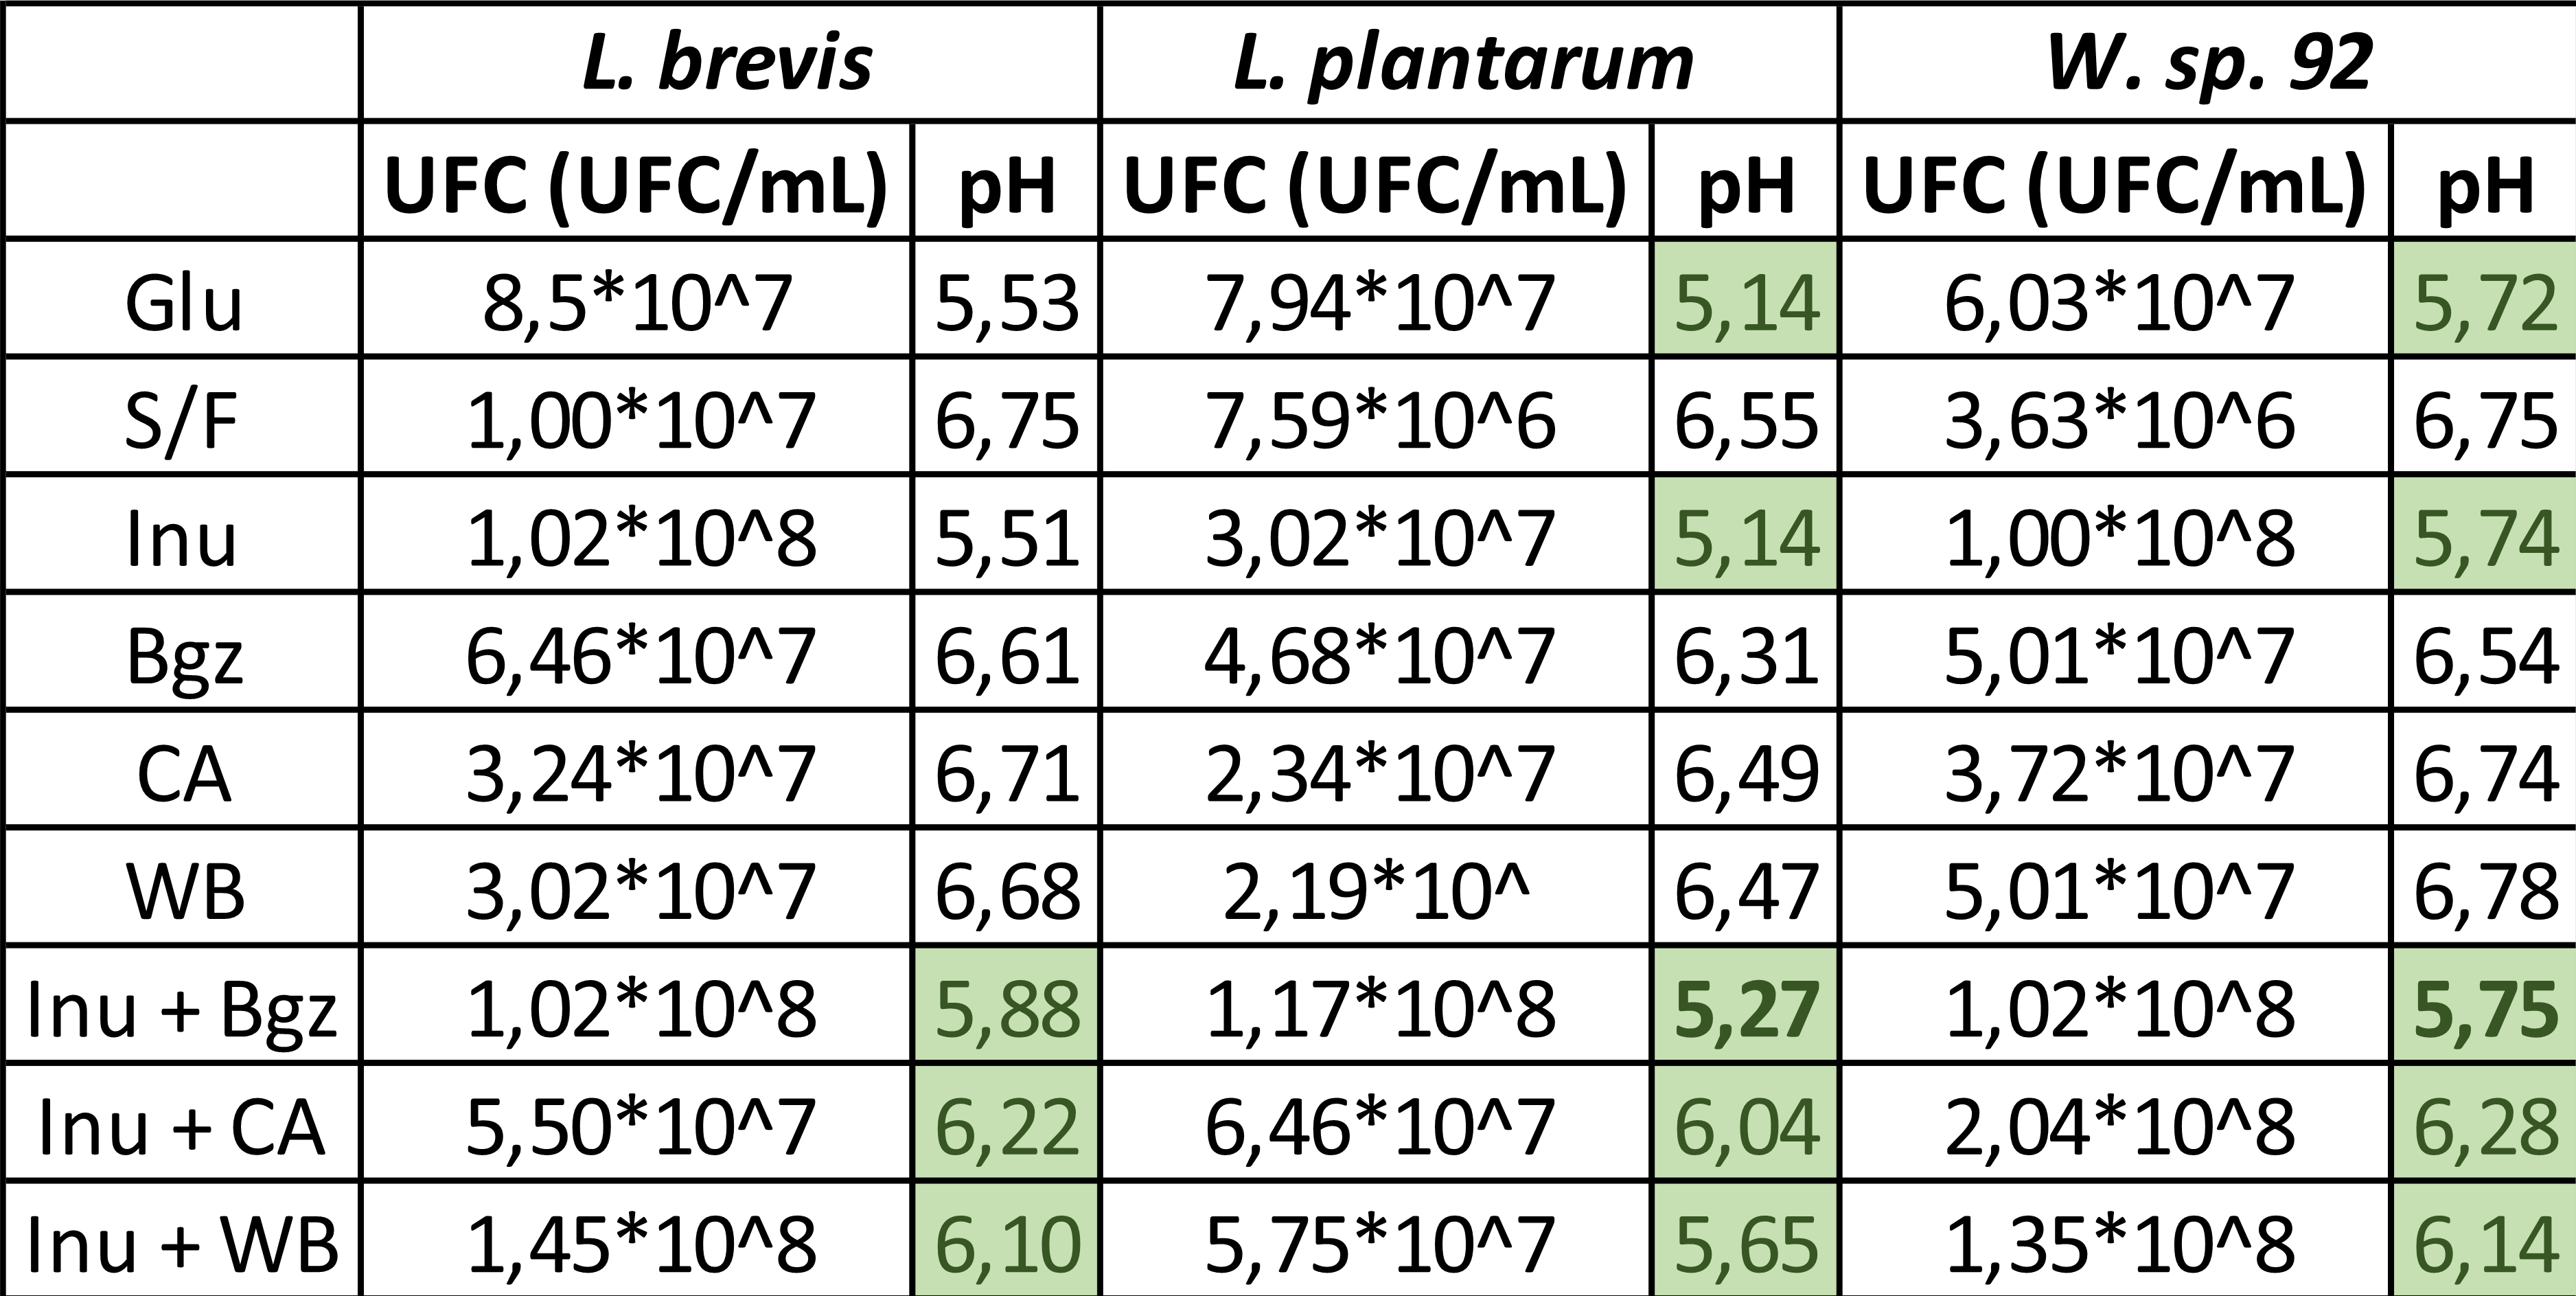 L. brevis L. plantarum W. sp. 92
UFC (UFC/mL) pH UFC (UFC/mL) pH UFC (UFC/mL) pH
Glu 8,5*10^7 5,53 7,94*10^7 5,14 6,03*10^7 5,72
S/F 1,00*10^7 6,75 7,59*10^6 6,55 3,63*10^6 6,75
Inu 1,02*10^8 5,51 3,02*10^7 5,14 1,00*10^8 5,74
Bgz 6,46*10^7 6,61 4,68*10^7 6,31 5,01*10^7 6,54
CA 3,24*10^7 6,71 2,34*10^7 6,49 3,72*10^7 6,74
WB 3,02*10^7 6,68 2,19*10^ 6,47 5,01*10^7 6,78
Inu + Bgz 1,02*10^8 5,88 1,17*10^8 5,27 1,02*10^8 5,75
Inu + CA 5,50*10^7 6,22 6,46*10^7 6,04 2,04*10^8 6,28
Inu + WB 1,45*10^8 6,10 5,75*10^7 5,65 1,35*10^8 6,14